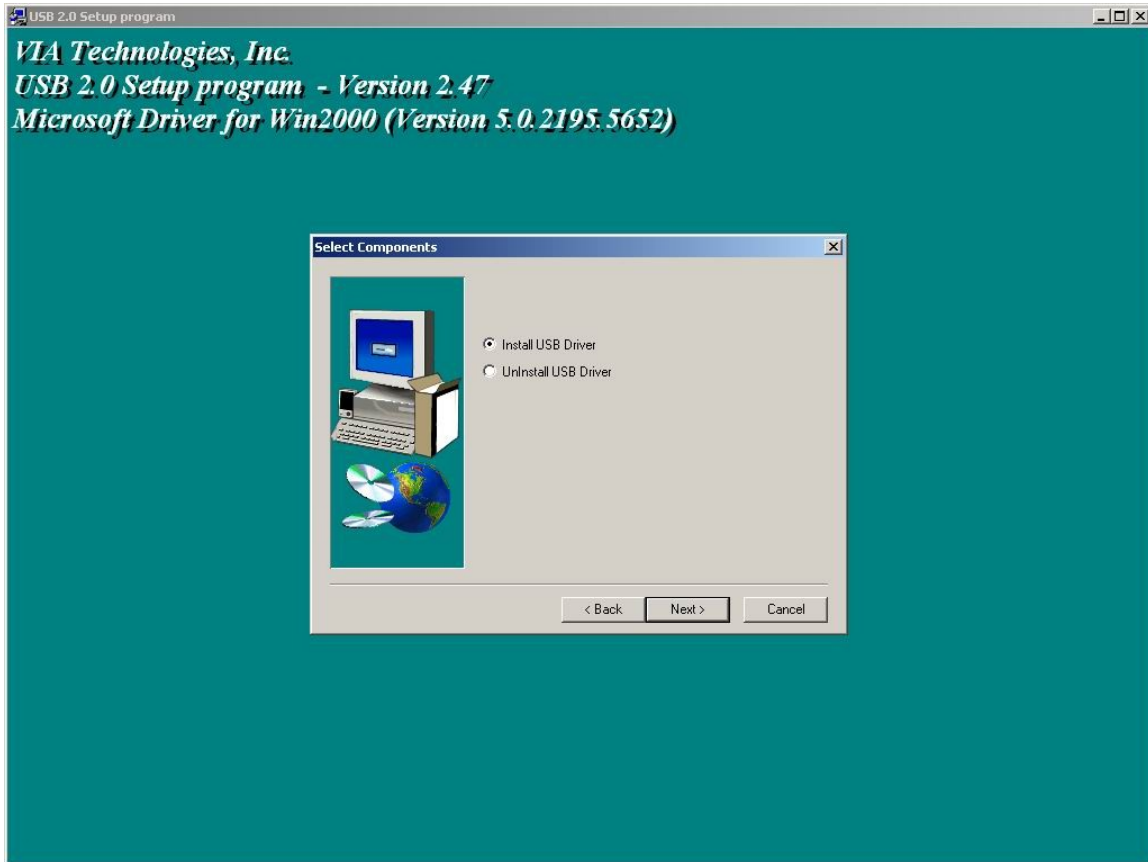 USB 2.0 Setup program
VIA Technologies, Inc.
USB 2.0 Setup program - Version 2.47
Microsoft Driver for Win2000 (Version 5.0.2195.5652)
Select Components
Install USB Driver
UnInstall USB Driver
< Back Next > Cancel